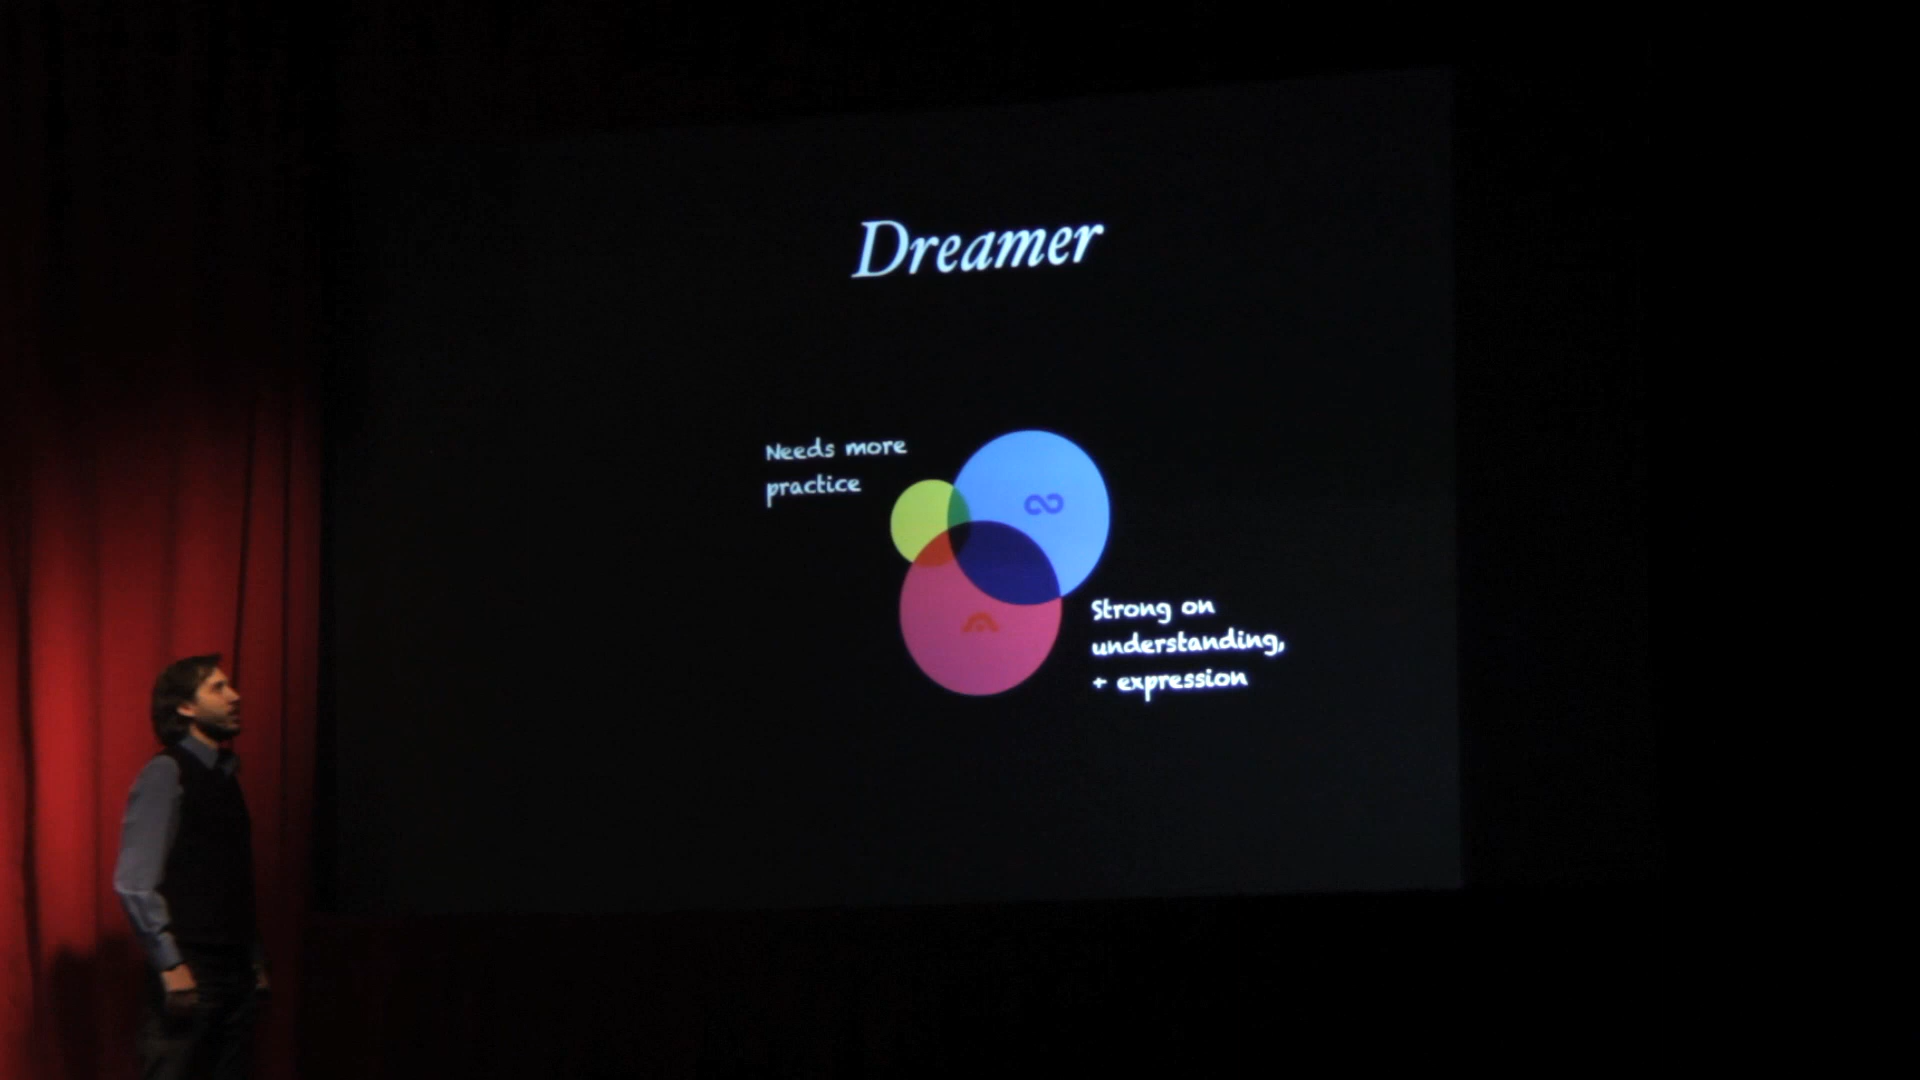 Dreamer
Needs more
practice
Strong on
understanding,
+ expression